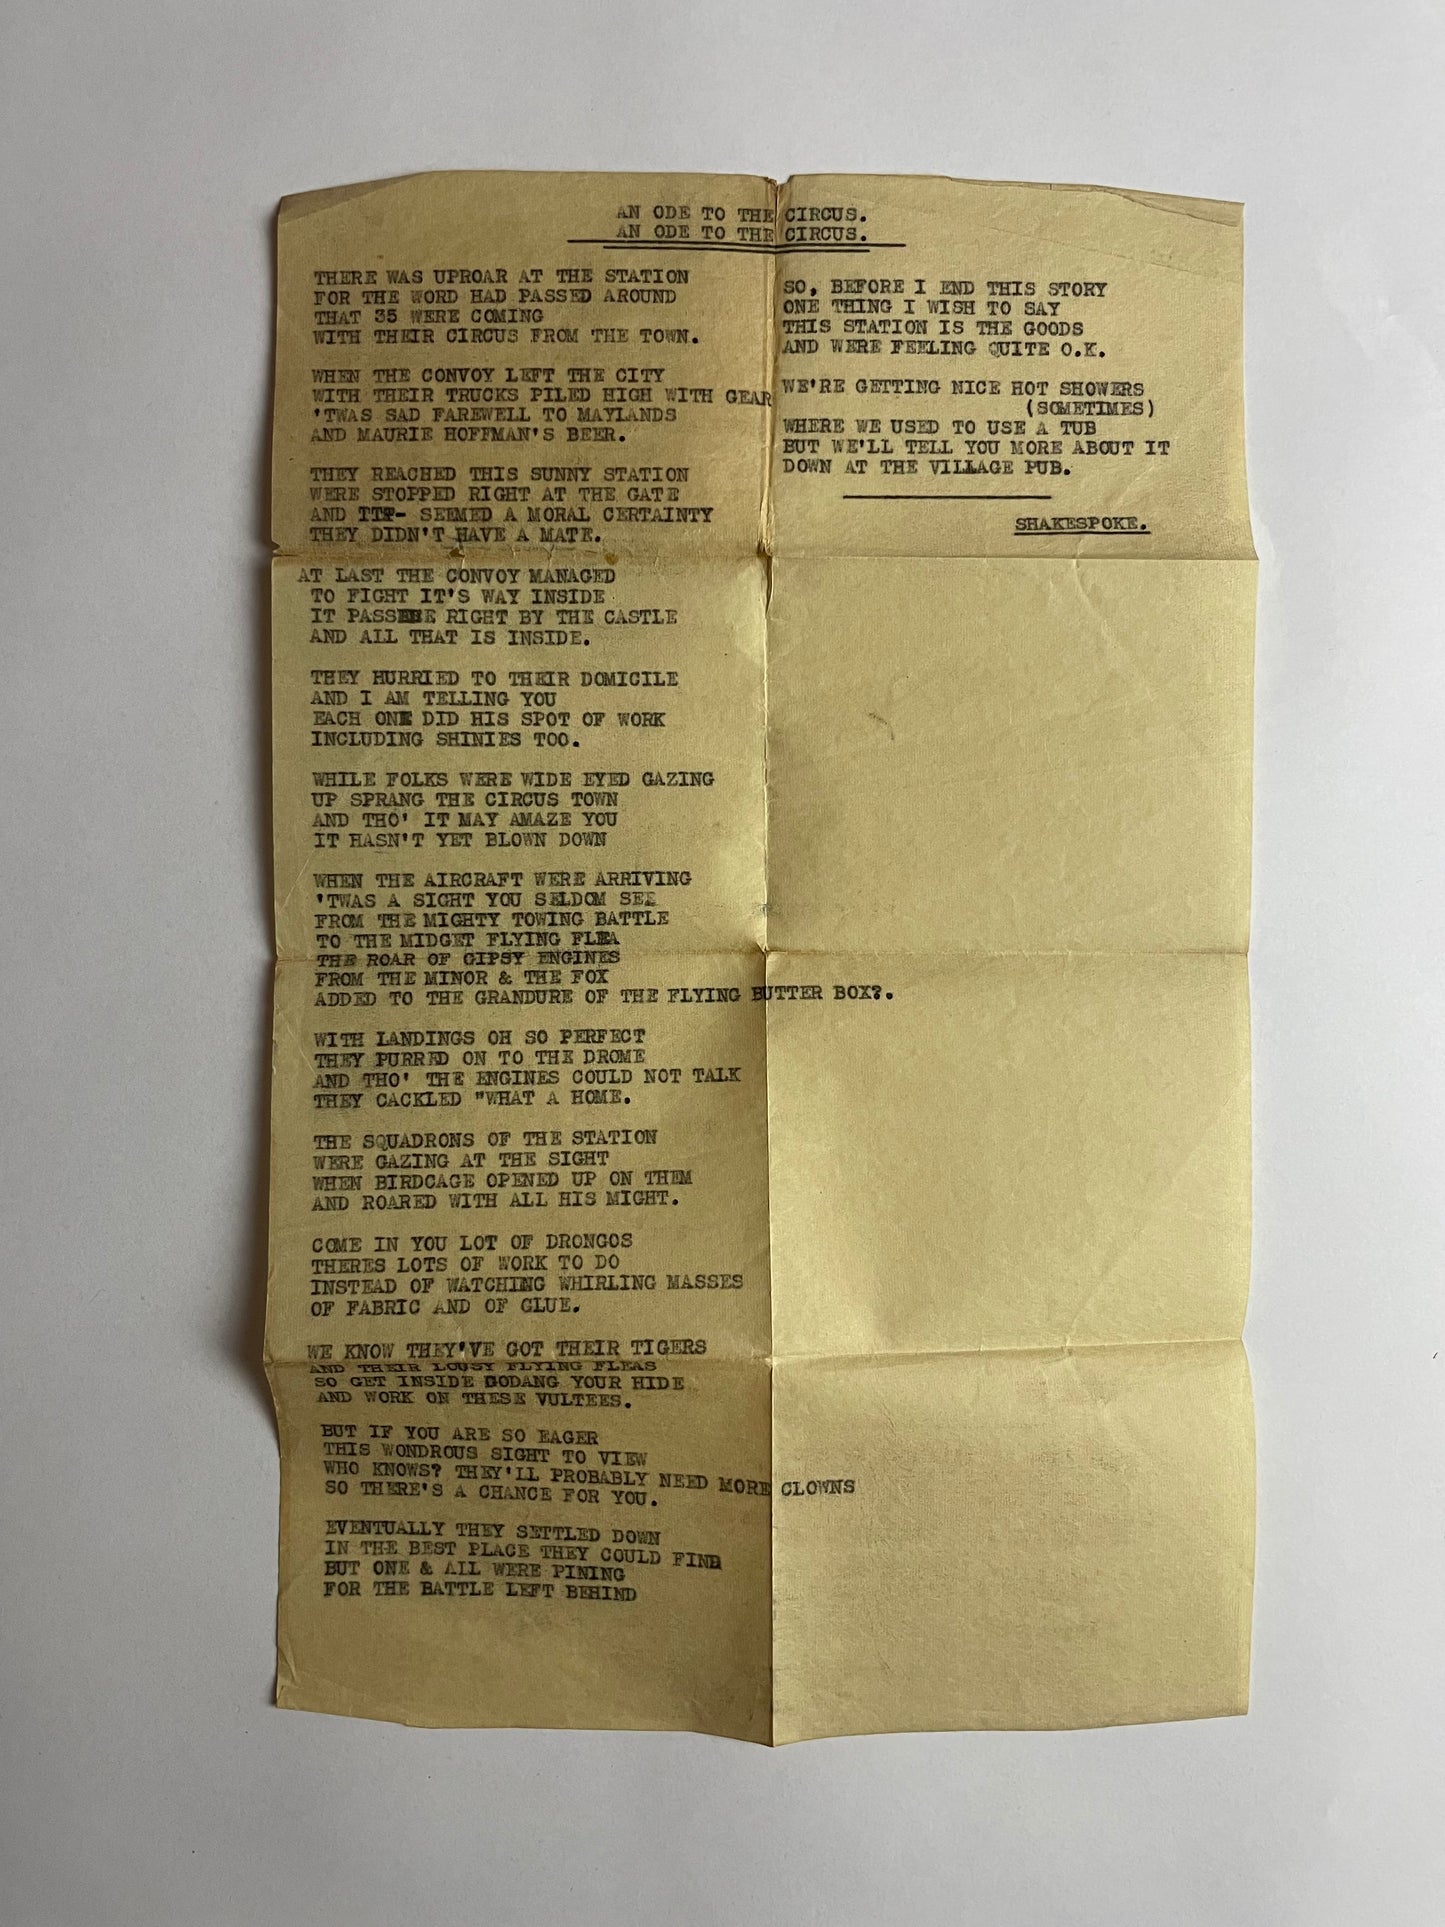 AN ODE TO THE CIRCUS.
AN ODE TO THE CIRCUS.
THERE WAS UPROAR AT THE STATION
FOR THE WORD HAD PASSED AROUND
THAT 35 WERE COMING
WITH THEIR CIRCUS FROM THE TOWN.
WHEN THE CONVOY LEFT THE CITY
WITH THEIR TRUCKS PILED HIGH WITH GEAR
'TWAS SAD FAREWELL TO MAYLANDS
AND MAURIE HOFFMAN'S BEER.
THEY REACHED THIS SUNNY STATION
WERE STOPPED RIGHT AT THE GATE
AND SEEMED A MORAL CERTAINTY
THEY DIDN'T HAVE A MATE.
AT LAST THE CONVOY MANAGED
TO FIGHT IT'S WAY INSIDE
IT RIGHT BY THE CASTLE
AND ALL THAT IS INSIDE.
THEY HURRIED TO THEIR DOMICILE
AND I AM TELLING YOU
EACH ONE DID HIS SPOT OF WORK
INCLUDING SHINIES TOO.
WHILE FOLKS WERE WIDE EYED GAZING
UP SPRANG THE CIRCUS TOWN
AND THO' IT MAY AMAZE YOU
IT HASN'T YET BLOWN DOWN
WHEN THE AIRCRAFT WERE ARRIVING
'TWAS A SIGHT YOU SELDOM SEE
FROM THE MIGHTY TOWING BATTLE
TO THE MIDGET FLYING FLEA
THE ROAR OF GIPSY ENGINES
FROM THE MINOR & THE FOX
ADDED TO THE GRANDURE OF THE FLYING BUTTER BOX?.
WITH LANDINGS OH SO PERFECT
THEY PURRED ON TO THE DROME
AND THO' THE ENGINES COULD NOT TALK
THEY CACKLED "WHAT A HOME.
THE SQUADRONS OF THE STATION
WERE GAZING AT THE SIGHT
WHEN BIRDCAGE OPENED UP ON THEM
AND ROARED WITH ALL HIS MIGHT.
COME IN YOU LOT OF DRONGOS
THERES LOTS OF WORK TO DO
INSTEAD OF WATCHING WHIRLING MASSES
OF FABRIC AND OF GLUE.
WE KNOW THEY'VE GOT THEIR TIGERS
AND THEIR LOUSY FLYING FLEAS
SO GET INSIDE GODANG YOUR HIDE
AND WORK ON THESE VULTEES.
BUT IF YOU ARE SO EAGER
THIS WONDROUS SIGHT TO VIEW
WHO KNOWS? THEY'LL PROBABLY NEED MORE CLOWNS
SO THERE'S A CHANCE FOR YOU.
EVENTUALLY THEY SETTLED DOWN
IN THE BEST PLACE THEY COULD FIND
BUT ONE & ALL WERE PINING
FOR THE BATTLE LEFT BEHIND
SO, BEFORE I END THIS STORY
ONE THING I WISH TO SAY
THIS STATION IS THE GOODS
AND WERE FEELING QUITE O.K.
WE'RE GETTING NICE HOT SHOWERS
(SOMETIMES)
WHERE WE USED TO USE A TUB
BUT WE'LL TELL YOU MORE ABOUT IT
DOWN AT THE VILLAGE PUB.
SHAKESPOKE.